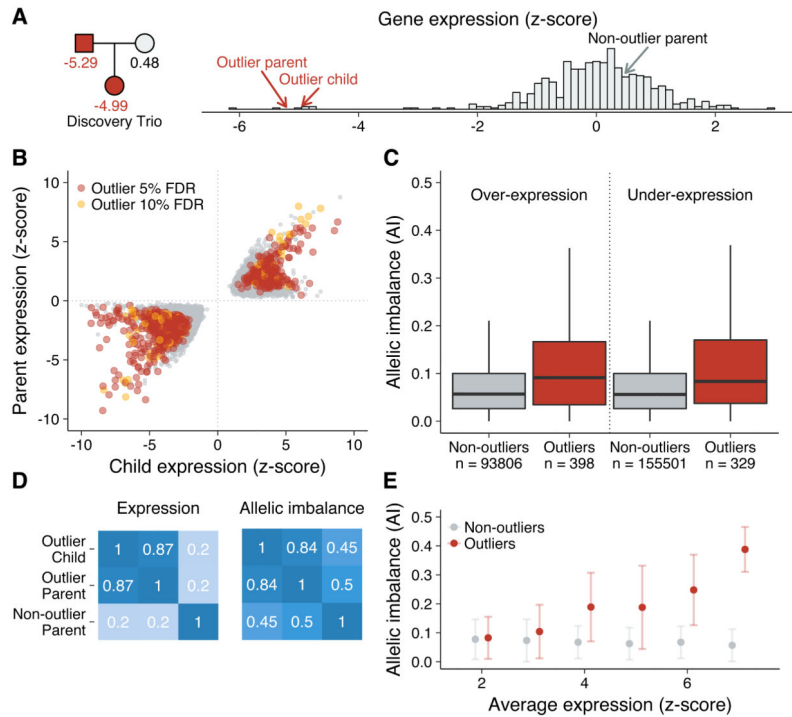 A
-5.29
0.48
-4.99
Discovery Trio
Gene expression (z-score)
Outlier parent
Outlier child
Non-outlier parent
-6
-4
-2
0
2
B
Outlier 5% FDR
Outlier 10% FDR
Parent expression (z-score)
10
5
0
-5
-10
-10
-5
0
5
10
Child expression (z-score)
C
Over-expression
Under-expression
Allelic imbalance (AI)
0.5
0.4
0.3
0.2
0.1
0.0
Non-outliers
n = 93806
Outliers
n = 398
Non-outliers
n = 155501
Outliers
n = 329
D
Expression
Allelic imbalance
Outlier
Child
Outlier
Parent
Non-outlier
Parent
1 0.87 0.2
0.87 1 0.2
0.2 0.2 1
1 0.84 0.45
0.84 1 0.5
0.45 0.5 1
E
Non-outliers
Outliers
Allelic imbalance (AI)
0.5
0.4
0.3
0.2
0.1
0.0
2
4
6
Average expression (z-score)